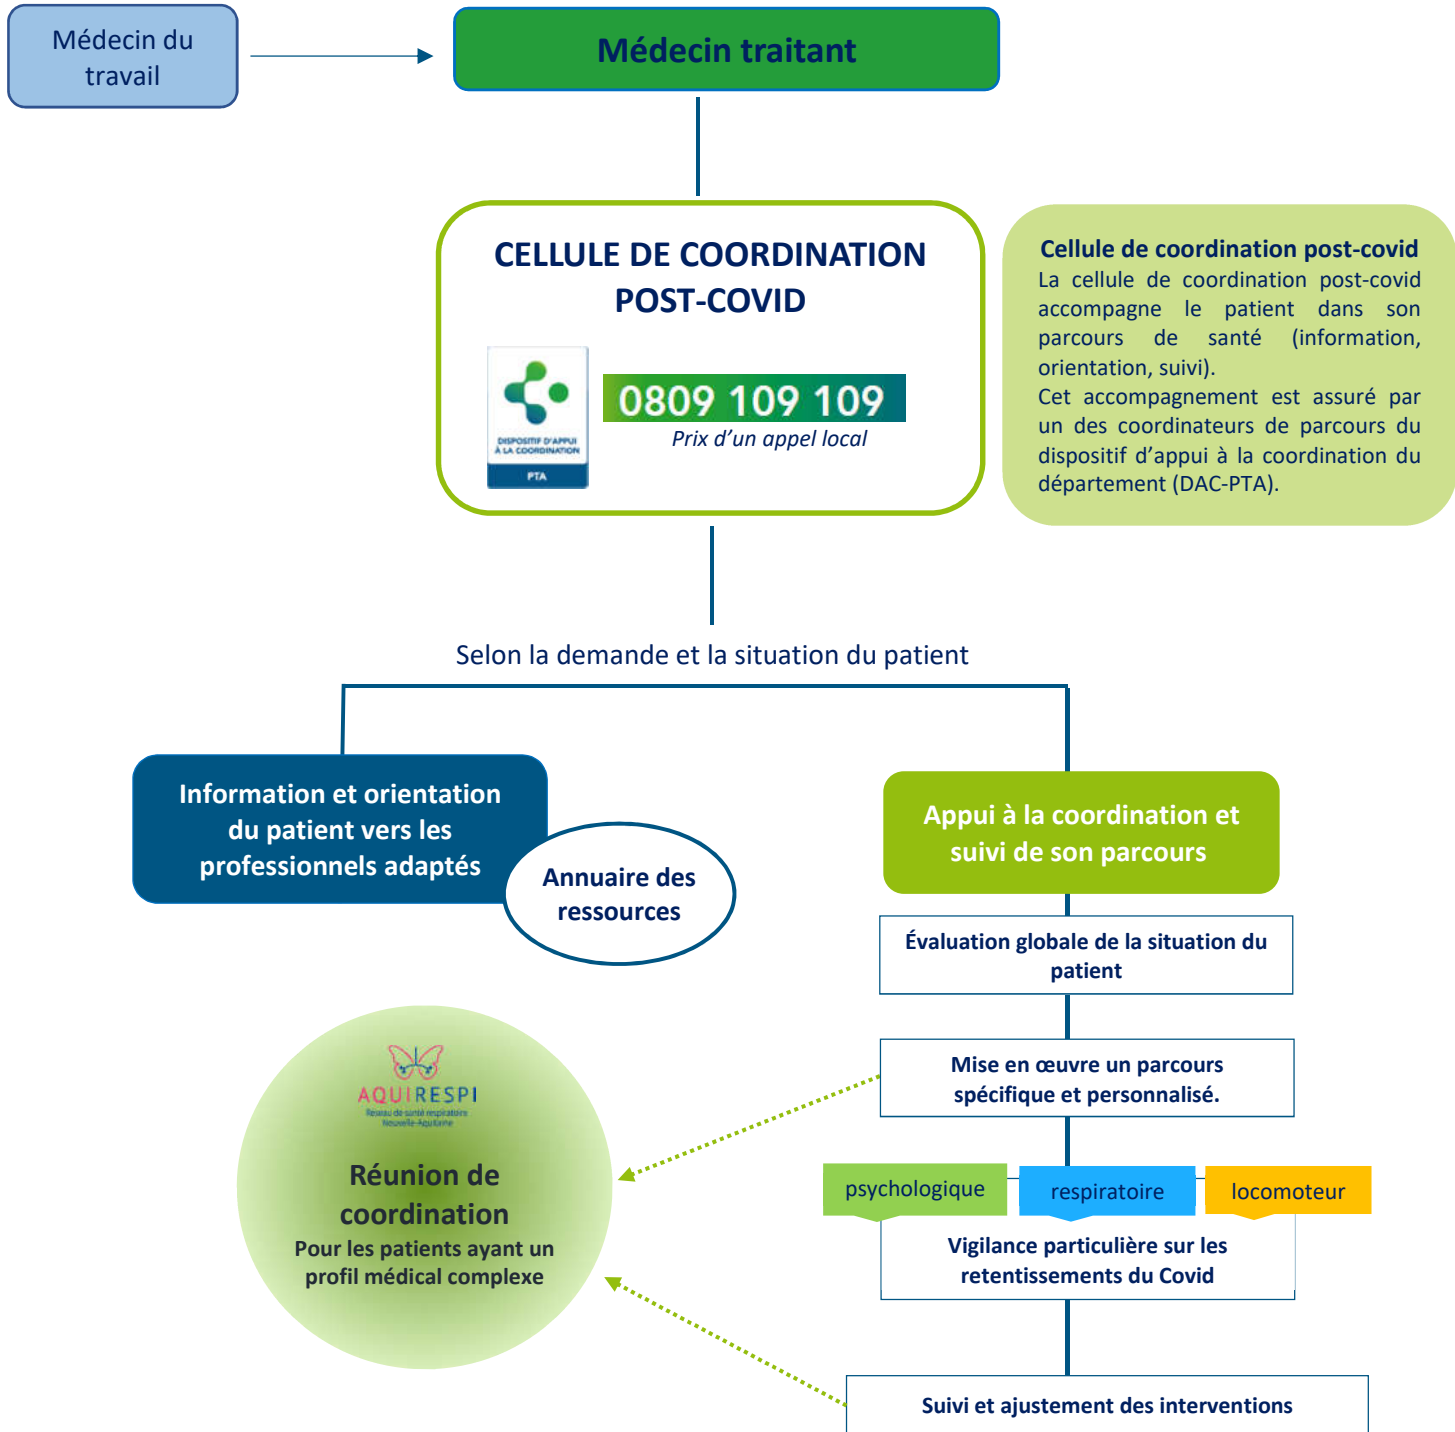 Médecin du
travail
Médecin traitant
CELLULE DE COORDINATION
POST-COVID
DISPOSITIF D'APPUI
À LA COORDINATION
PTA
0809 109 109
Prix d'un appel local
Cellule de coordination post-covid
La cellule de coordination post-covid
accompagne le patient dans son
parcours de santé (information,
orientation, suivi).
Cet accompagnement est assuré par
un des coordinateurs de parcours du
dispositif d'appui à la coordination du
département (DAC-PTA).
Selon la demande et la situation du patient
Information et orientation
du patient vers les
professionnels adaptés
Annuaire des
ressources
Appui à la coordination et
suivi de son parcours
Évaluation globale de la situation du
patient
Mise en œuvre un parcours
spécifique et personnalisé.
psychologique
respiratoire
locomoteur
Vigilance particulière sur les
retentissements du Covid
Suivi et ajustement des interventions
AQUIRESPI
Réseau de santé respiratoire
Nouvelle-Aquitaine
Réunion de
coordination
Pour les patients ayant un
profil médical complexe